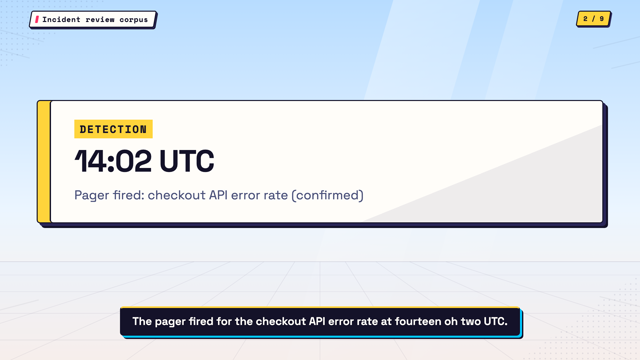 Incident review corpus
2 / 9
DETECTION
14:02 UTC
Pager fired: checkout API error rate (confirmed)
The pager fired for the checkout API error rate at fourteen oh two UTC.